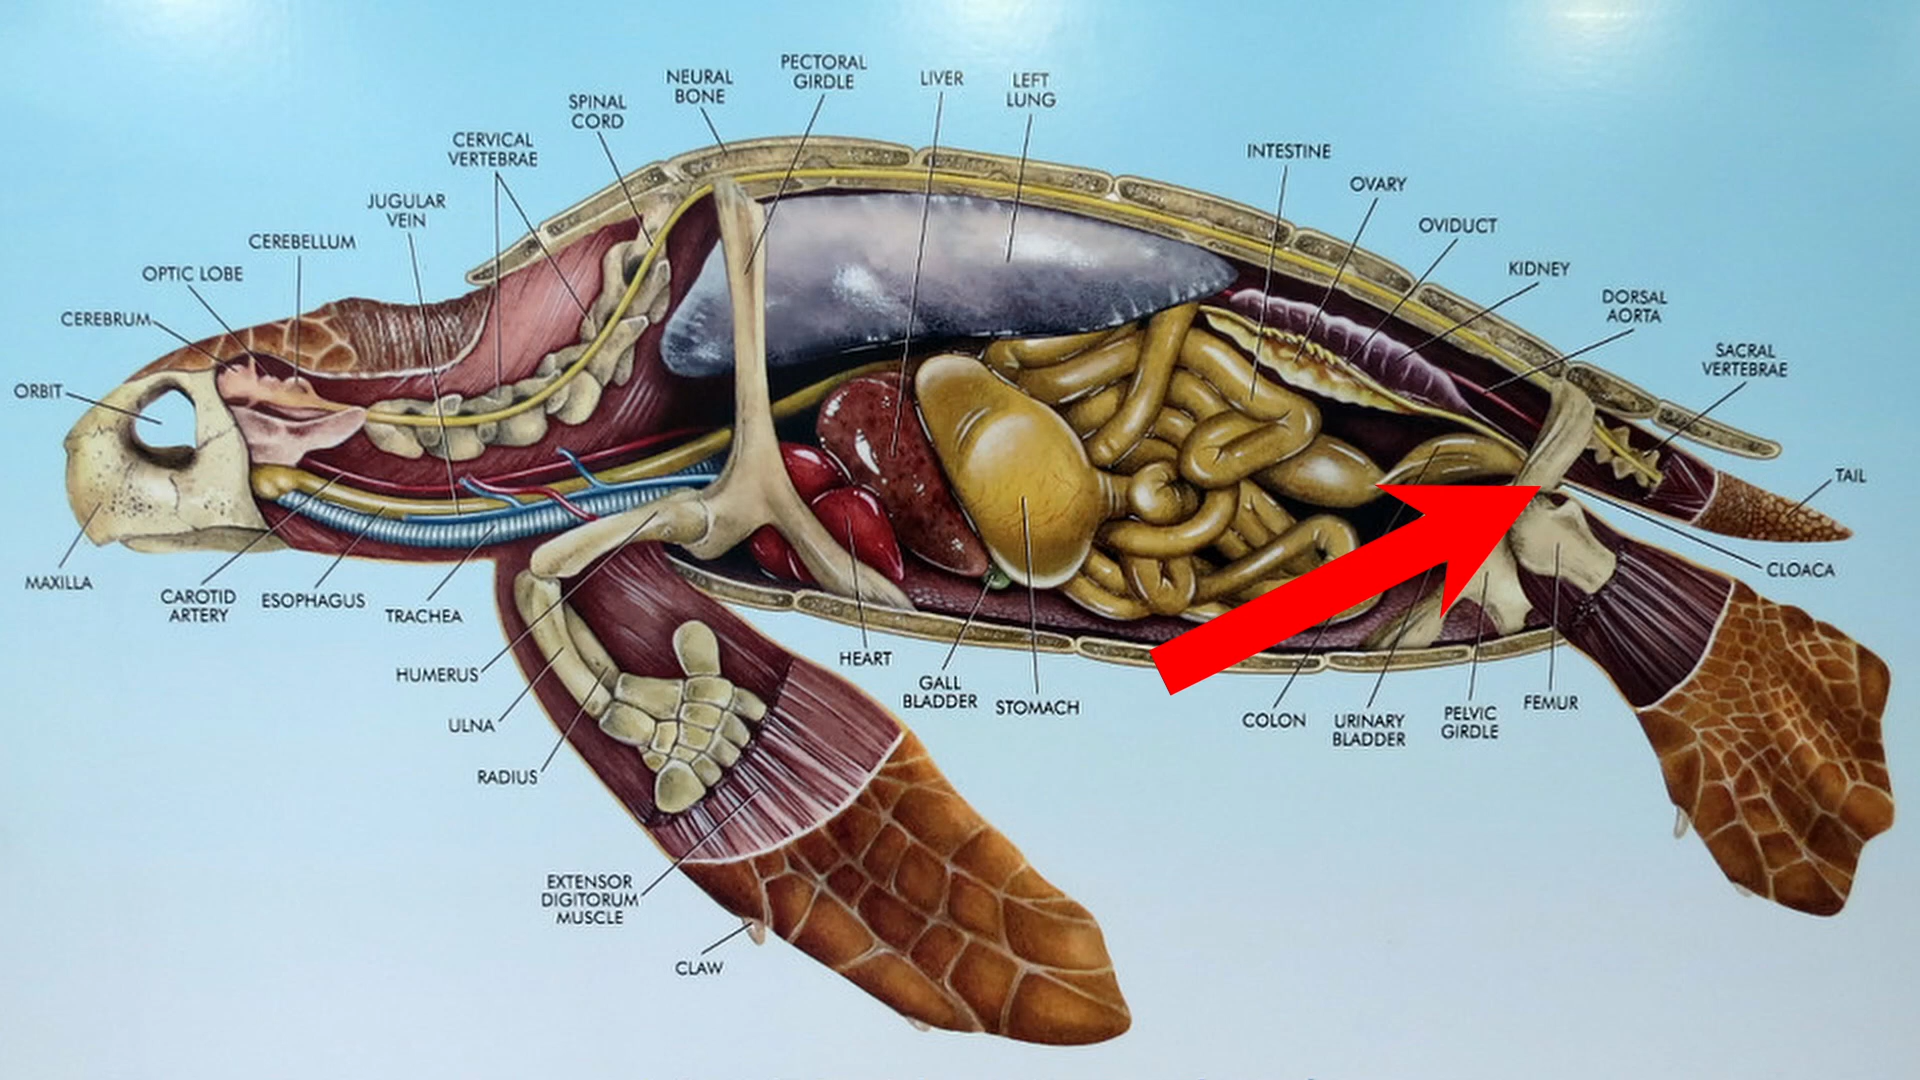 NEURAL
BONE
PECTORAL
GIRDLE
LIVER
LEFT
LUNG
SPINAL
CORD
CERVICAL
VERTEBRAE
INTESTINE
OVARY
JUGULAR
VEIN
OVIDUCT
CEREBELLUM
OPTIC LOBE
KIDNEY
DORSAL
AORTA
CEREBRUM
SACRAL
VERTEBRAE
ORBIT
TAIL
CLOACA
MAXILLA
CAROTID
ARTERY
ESOPHAGUS
TRACHEA
HEART
HUMERUS
GALL
BLADDER
STOMACH
COLON
URINARY
BLADDER
PELVIC
GIRDLE
FEMUR
ULNA
RADIUS
EXTENSOR
DIGITORUM
MUSCLE
CLAW